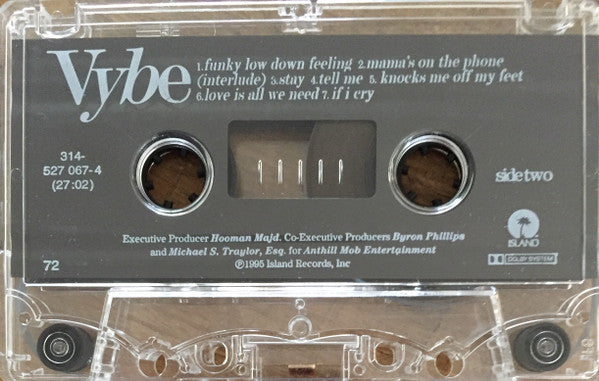 Vybe
1.funky low down feeling 2.mama's on the phone
(interlude) 3.stay 4.tell me 5. knocks me off my feet
6.love is all we need 7.if i cry
314-
527 067-4
(27:02)
side two
Executive Producer Hooman Majd. Co-Executive Producers Byron Phillips
and Michael S. Traylor, Esq. for Anthill Mob Entertainment
℗1995 Island Records, Inc
ISLAND
DOLBY SYSTEM
72